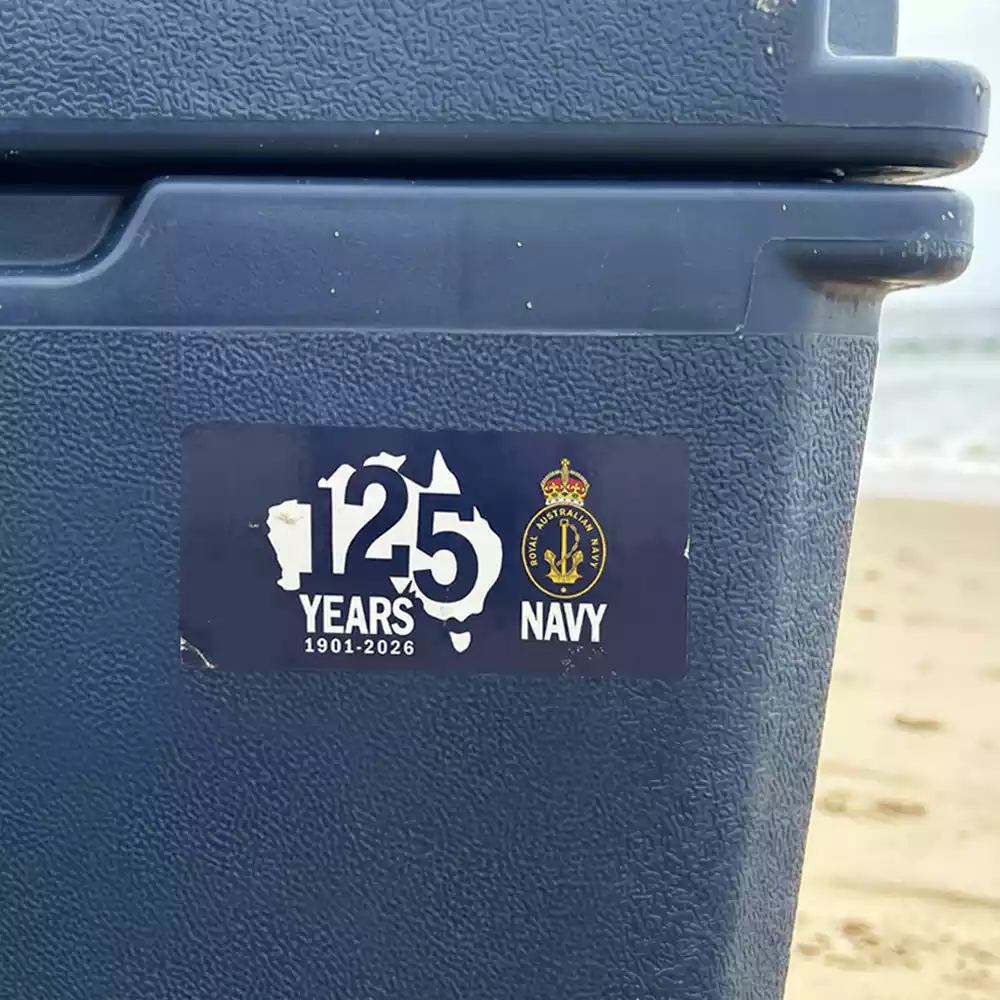 125
YEARS
1901-2026
ROYAL AUSTRALIAN NAVY
NAVY